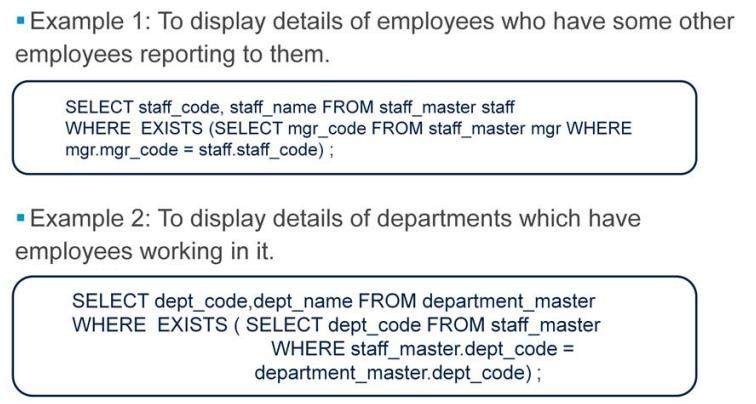 ▪ Example 1: To display details of employees who have some other
employees reporting to them.
SELECT staff_code, staff_name FROM staff_master staff
WHERE EXISTS (SELECT mgr_code FROM staff_master mgr WHERE
mgr.mgr_code = staff.staff_code) ;
▪ Example 2: To display details of departments which have
employees working in it.
SELECT dept_code,dept_name FROM department_master
WHERE EXISTS ( SELECT dept_code FROM staff_master
WHERE staff_master.dept_code =
department_master.dept_code) ;